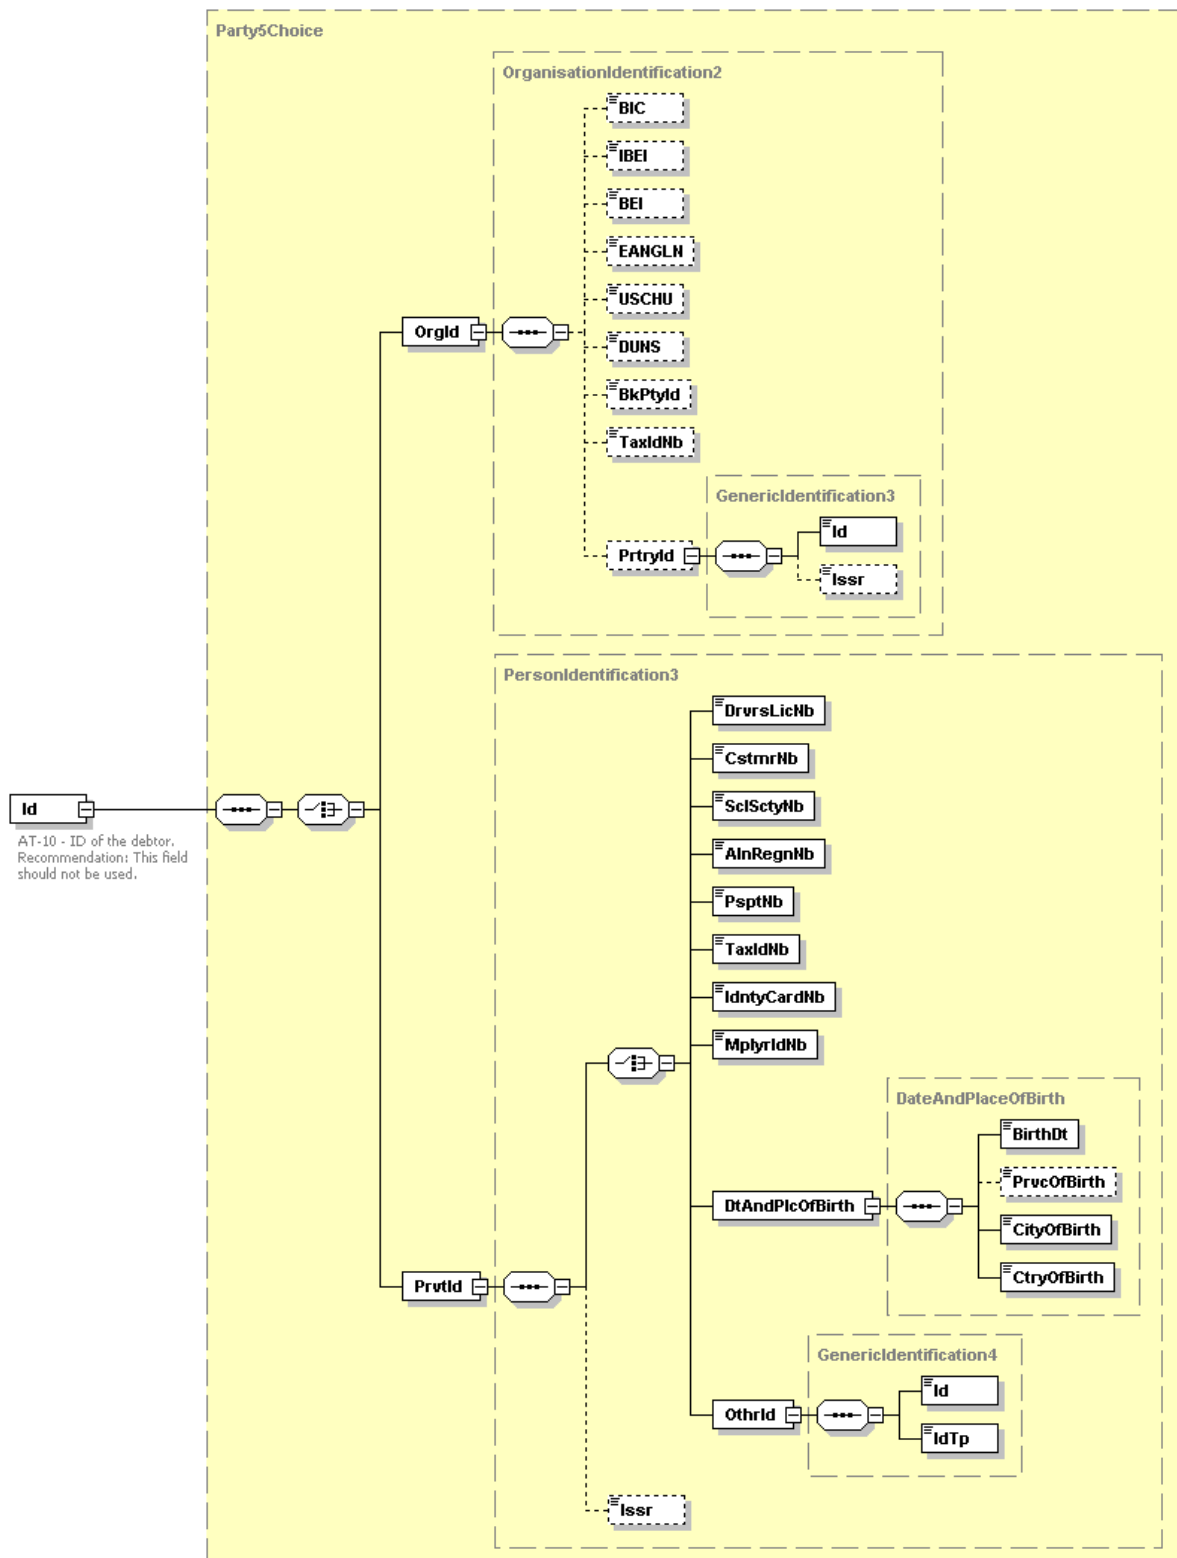 Party5Choice
OrganisationIdentification2
BIC
IBEI
BEI
EANGLN
USCHU
OrgId
DUNS
BkPtyId
TaxIdNb
GenericIdentification3
Id
PrtryId
Issr
PersonIdentification3
DrvrsLicNb
CstmrNb
SclSctyNb
Id
AT-10 - ID of the debtor.
Recommendation: This field
should not be used.
AlnRegnNb
PsptNb
TaxIdNb
IdntyCardNb
MplyrIdNb
DateAndPlaceOfBirth
BirthDt
PrvcOfBirth
DtAndPlcOfBirth
CityOfBirth
CtryOfBirth
PrvtId
GenericIdentification4
Id
OthrId
IdTp
Issr